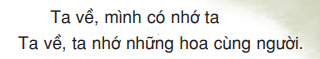 Ta về, mình có nhớ ta
Ta về, ta nhớ những hoa cùng người.